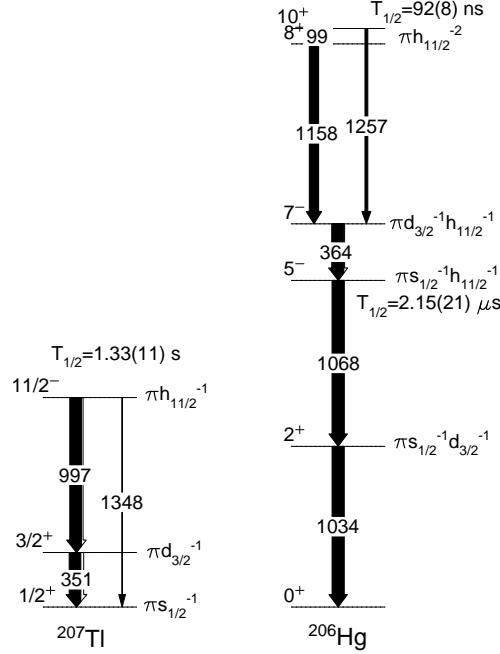 T₁/₂=92(8) ns
10⁺
8⁺ 99 πh₁₁/₂⁻²
1158 1257
7⁻ πd₃/₂⁻¹h₁₁/₂⁻¹
364
5⁻ πs₁/₂⁻¹h₁₁/₂⁻¹
T₁/₂=2.15(21) μs
1068
2⁺ πs₁/₂⁻¹d₃/₂⁻¹
1034
0⁺
²⁰⁶Hg
T₁/₂=1.33(11) s
11/2⁻ πh₁₁/₂⁻¹
997 1348
3/2⁺ πd₃/₂⁻¹
351
1/2⁺ πs₁/₂⁻¹
²⁰⁷Tl